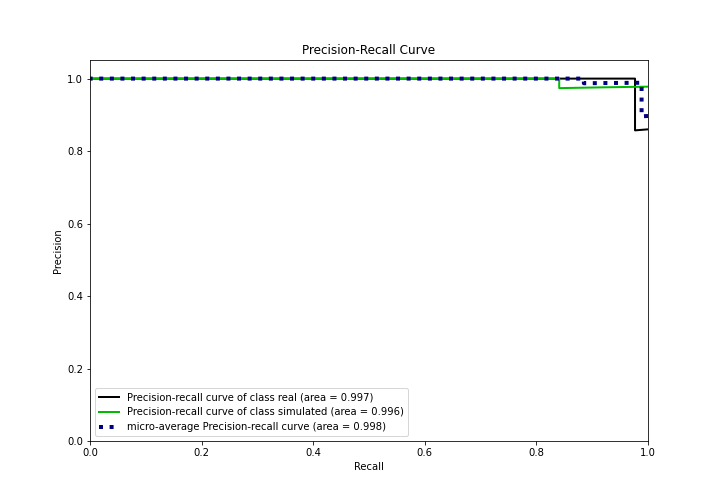 Precision-Recall Curve
1.0
0.8
0.6
0.4
0.2
0.0
Precision
Precision-recall curve of class real (area = 0.997)
Precision-recall curve of class simulated (area = 0.996)
micro-average Precision-recall curve (area = 0.998)
0.0 0.2 0.4 0.6 0.8 1.0
Recall